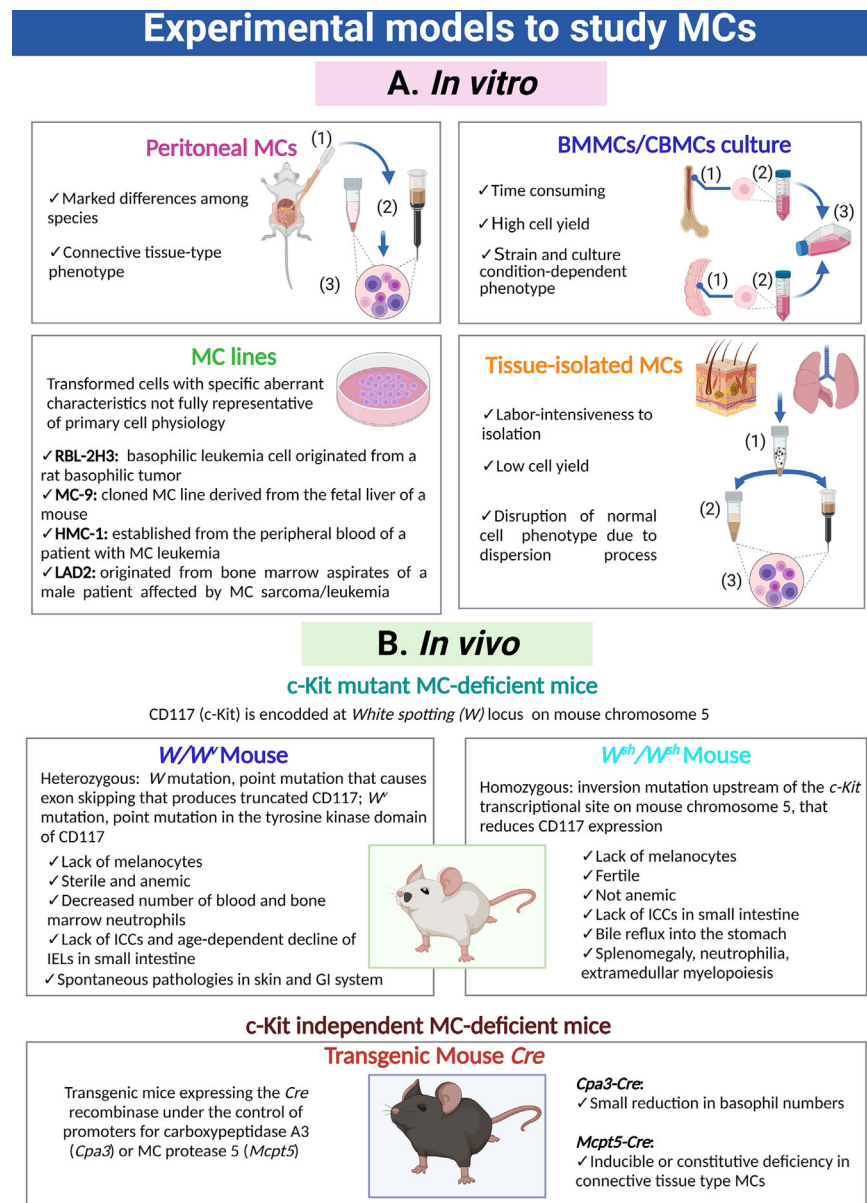 Experimental models to study MCs
A. In vitro
Peritoneal MCs
✓Marked differences among
species
✓Connective tissue-type
phenotype
(1)
(2)
(3)
BMMCs/CBMCs culture
✓Time consuming
✓High cell yield
✓Strain and culture
condition-dependent
phenotype
(1)
(2)
(3)
(1)
(2)
MC lines
Transformed cells with specific aberrant
characteristics not fully representative
of primary cell physiology
✓RBL-2H3: basophilic leukemia cell originated from a
rat basophilic tumor
✓MC-9: cloned MC line derived from the fetal liver of a
mouse
✓HMC-1: established from the peripheral blood of a
patient with MC leukemia
✓LAD2: originated from bone marrow aspirates of a
male patient affected by MC sarcoma/leukemia
Tissue-isolated MCs
✓Labor-intensiveness to
isolation
✓Low cell yield
✓Disruption of normal
cell phenotype due to
dispersion process
(1)
(2)
(3)
B. In vivo
c-Kit mutant MC-deficient mice
CD117 (c-Kit) is encodded at White spotting (W) locus on mouse chromosome 5
W/Wᵛ Mouse
Heterozygous: W mutation, point mutation that causes
exon skipping that produces truncated CD117; Wᵛ
mutation, point mutation in the tyrosine kinase domain
of CD117
✓Lack of melanocytes
✓Sterile and anemic
✓Decreased number of blood and bone
marrow neutrophils
✓Lack of ICCs and age-dependent decline of
IELs in small intestine
✓Spontaneous pathologies in skin and GI system
Wˢʰ/Wˢʰ Mouse
Homozygous: inversion mutation upstream of the c-Kit
transcriptional site on mouse chromosome 5, that
reduces CD117 expression
✓Lack of melanocytes
✓Fertile
✓Not anemic
✓Lack of ICCs in small intestine
✓Bile reflux into the stomach
✓Splenomegaly, neutrophilia,
extramedullar myelopoiesis
c-Kit independent MC-deficient mice
Transgenic Mouse Cre
Transgenic mice expressing the Cre
recombinase under the control of
promoters for carboxypeptidase A3
(Cpa3) or MC protease 5 (Mcpt5)
Cpa3-Cre:
✓Small reduction in basophil numbers
Mcpt5-Cre:
✓Inducible or constitutive deficiency in
connective tissue type MCs